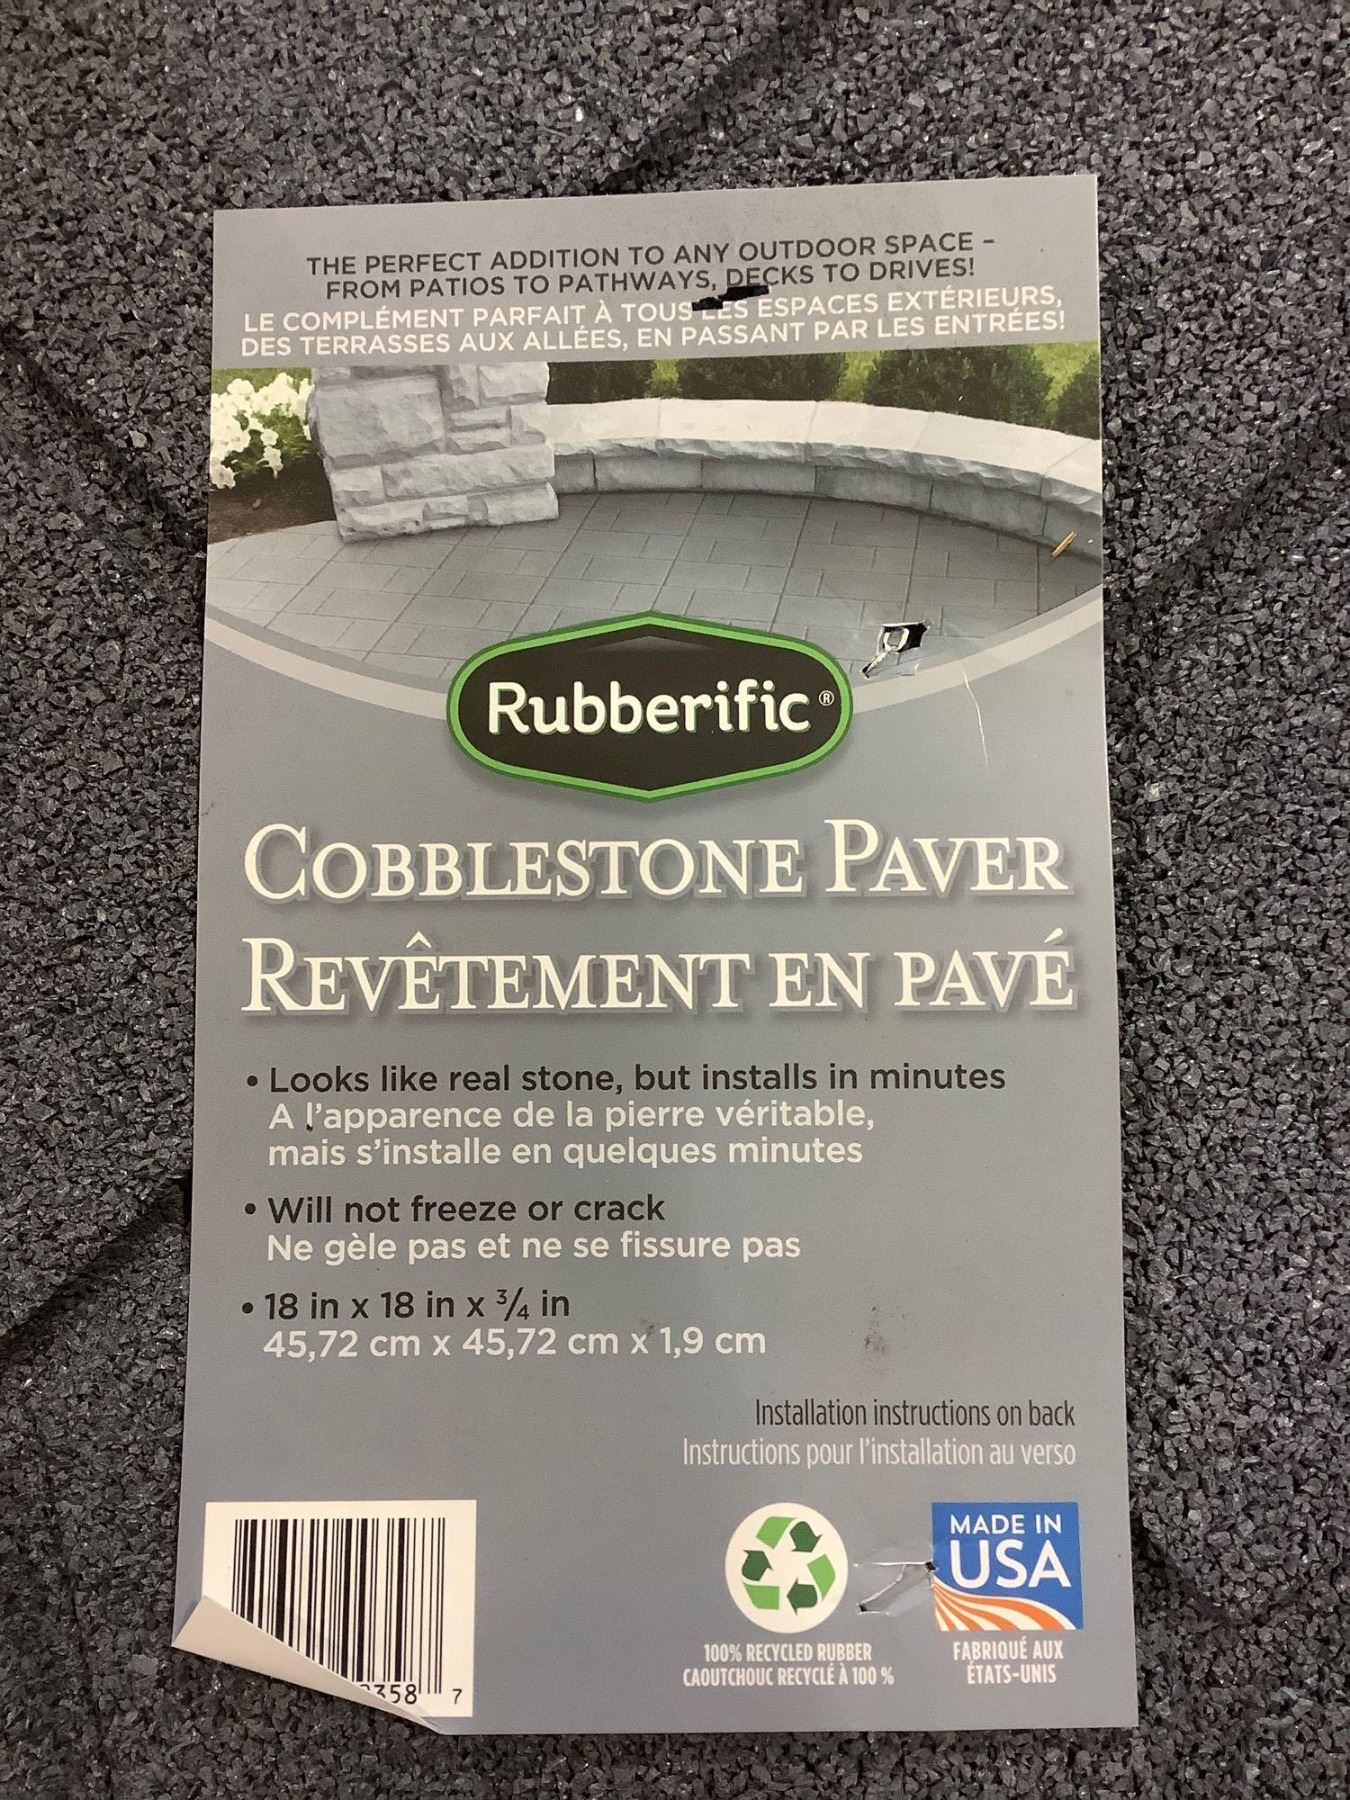 THE PERFECT ADDITION TO ANY OUTDOOR SPACE –
FROM PATIOS TO PATHWAYS, DECKS TO DRIVES!
LE COMPLÉMENT PARFAIT À TOUS LES ESPACES EXTÉRIEURS,
DES TERRASSES AUX ALLÉES, EN PASSANT PAR LES ENTRÉES!
Rubberific®
COBBLESTONE PAVER
REVÊTEMENT EN PAVÉ
• Looks like real stone, but installs in minutes
A l'apparence de la pierre véritable,
mais s'installe en quelques minutes
• Will not freeze or crack
Ne gèle pas et ne se fissure pas
• 18 in x 18 in x ¾ in
45,72 cm x 45,72 cm x 1,9 cm
Installation instructions on back
Instructions pour l'installation au verso
MADE IN
USA
100% RECYCLED RUBBER
CAOUTCHOUC RECYCLÉ À 100 %
FABRIQUÉ AUX
ÉTATS-UNIS
358 7